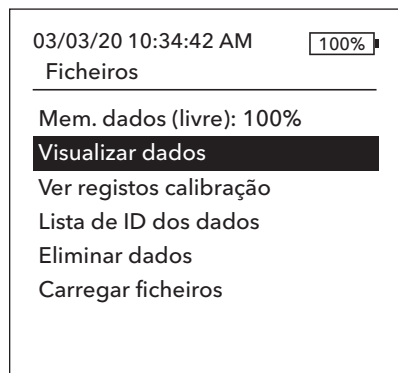 03/03/20 10:34:42 AM 100%
Ficheiros
Mem. dados (livre): 100%
Visualizar dados
Ver registos calibração
Lista de ID dos dados
Eliminar dados
Carregar ficheiros